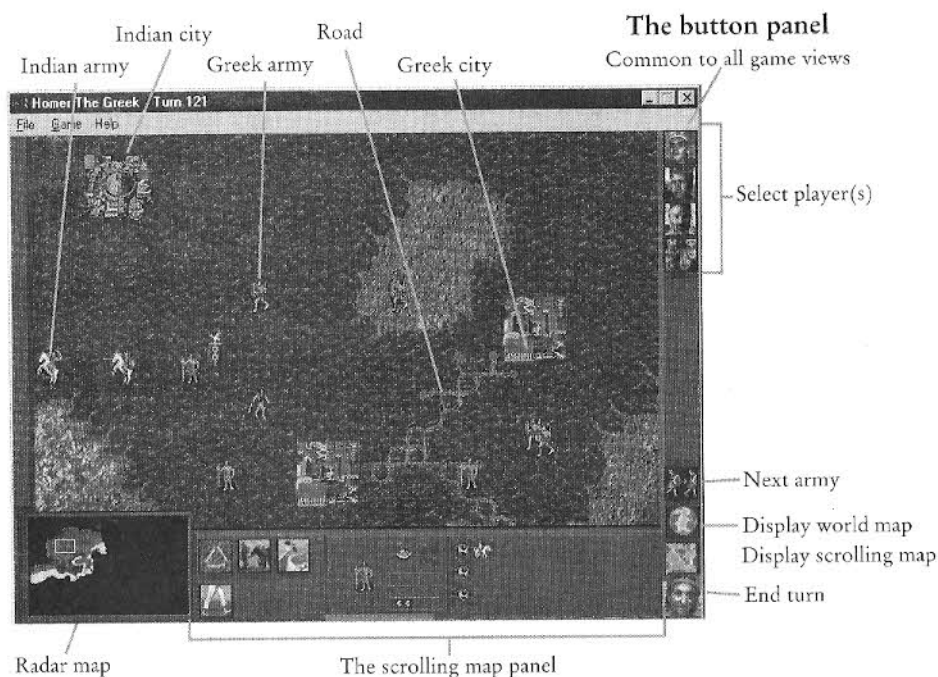 The button panel
Common to all game views
Indian city
Road
Indian army
Greek army
Greek city
Homer The Greek Turn 121
File Game Help
Select player(s)
Next army
Display world map
Display scrolling map
End turn
Radar map
The scrolling map panel